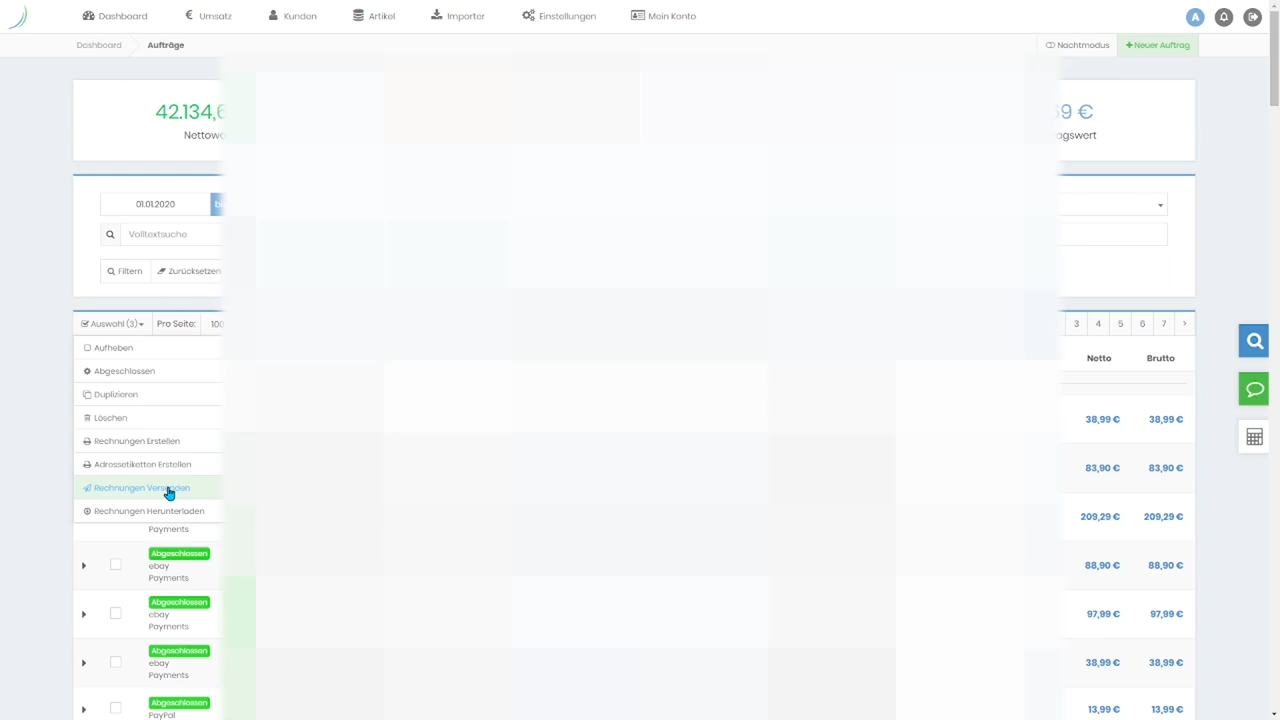 Dashboard
Umsatz
Kunden
Artikel
Importer
Einstellungen
Mein Konto
A
Dashboard
Aufträge
Nachtmodus
+Neuer Auftrag
42.134,6
Nettowe
69 €
agswert
01.01.2020
Volltextsuche
Filtern
Zurücksetzen
Auswahl (3)
Pro Seite:
100
3 4 5 6 7 >
Aufheben
Abgeschlossen
Duplizieren
Löschen
Rechnungen Erstellen
Adressetiketten Erstellen
Rechnungen Versenden
Rechnungen Herunterladen
Netto Brutto
38,99 € 38,99 €
83,90 € 83,90 €
209,29 € 209,29 €
Payments
Abgeschlossen
ebay
Payments
88,90 € 88,90 €
Abgeschlossen
ebay
Payments
97,99 € 97,99 €
Abgeschlossen
ebay
Payments
38,99 € 38,99 €
Abgeschlossen
PayPal
13,99 € 13,99 €